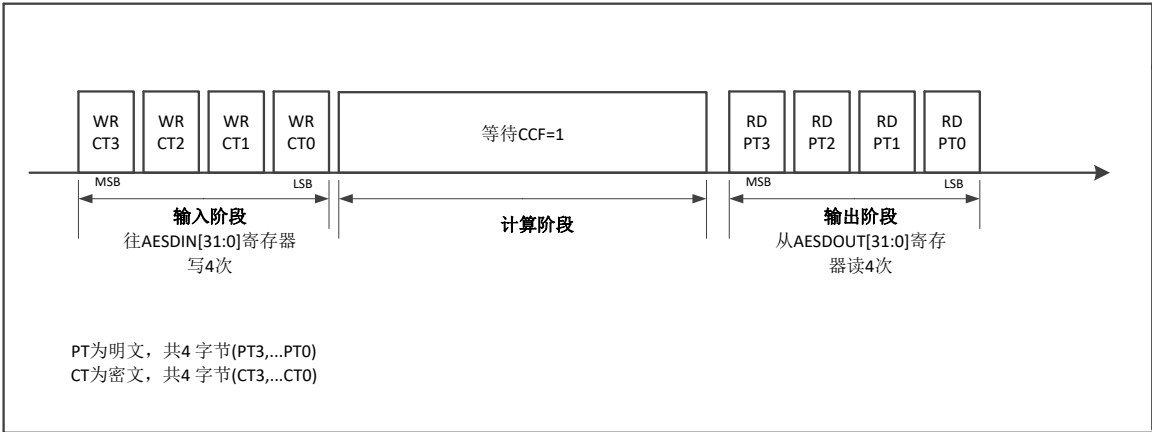 WR CT3
WR CT2
WR CT1
WR CT0
等待CCF=1
RD PT3
RD PT2
RD PT1
RD PT0
MSB
LSB
MSB
LSB
输入阶段
往AESDIN[31:0]寄存器
写4次
计算阶段
输出阶段
从AESDOUT[31:0]寄存
器读4次
PT为明文，共4 字节(PT3,...PT0)
CT为密文，共4 字节(CT3,...CT0)